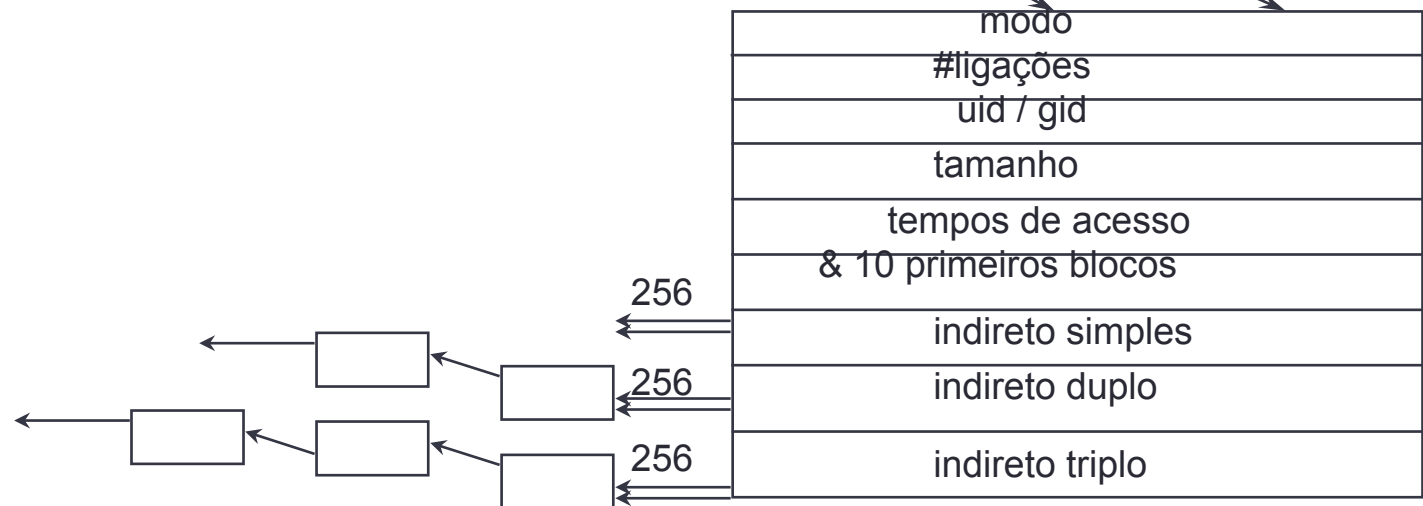 modo
#ligações
uid / gid
tamanho
tempos de acesso
& 10 primeiros blocos
256
indireto simples
256
indireto duplo
256
indireto triplo